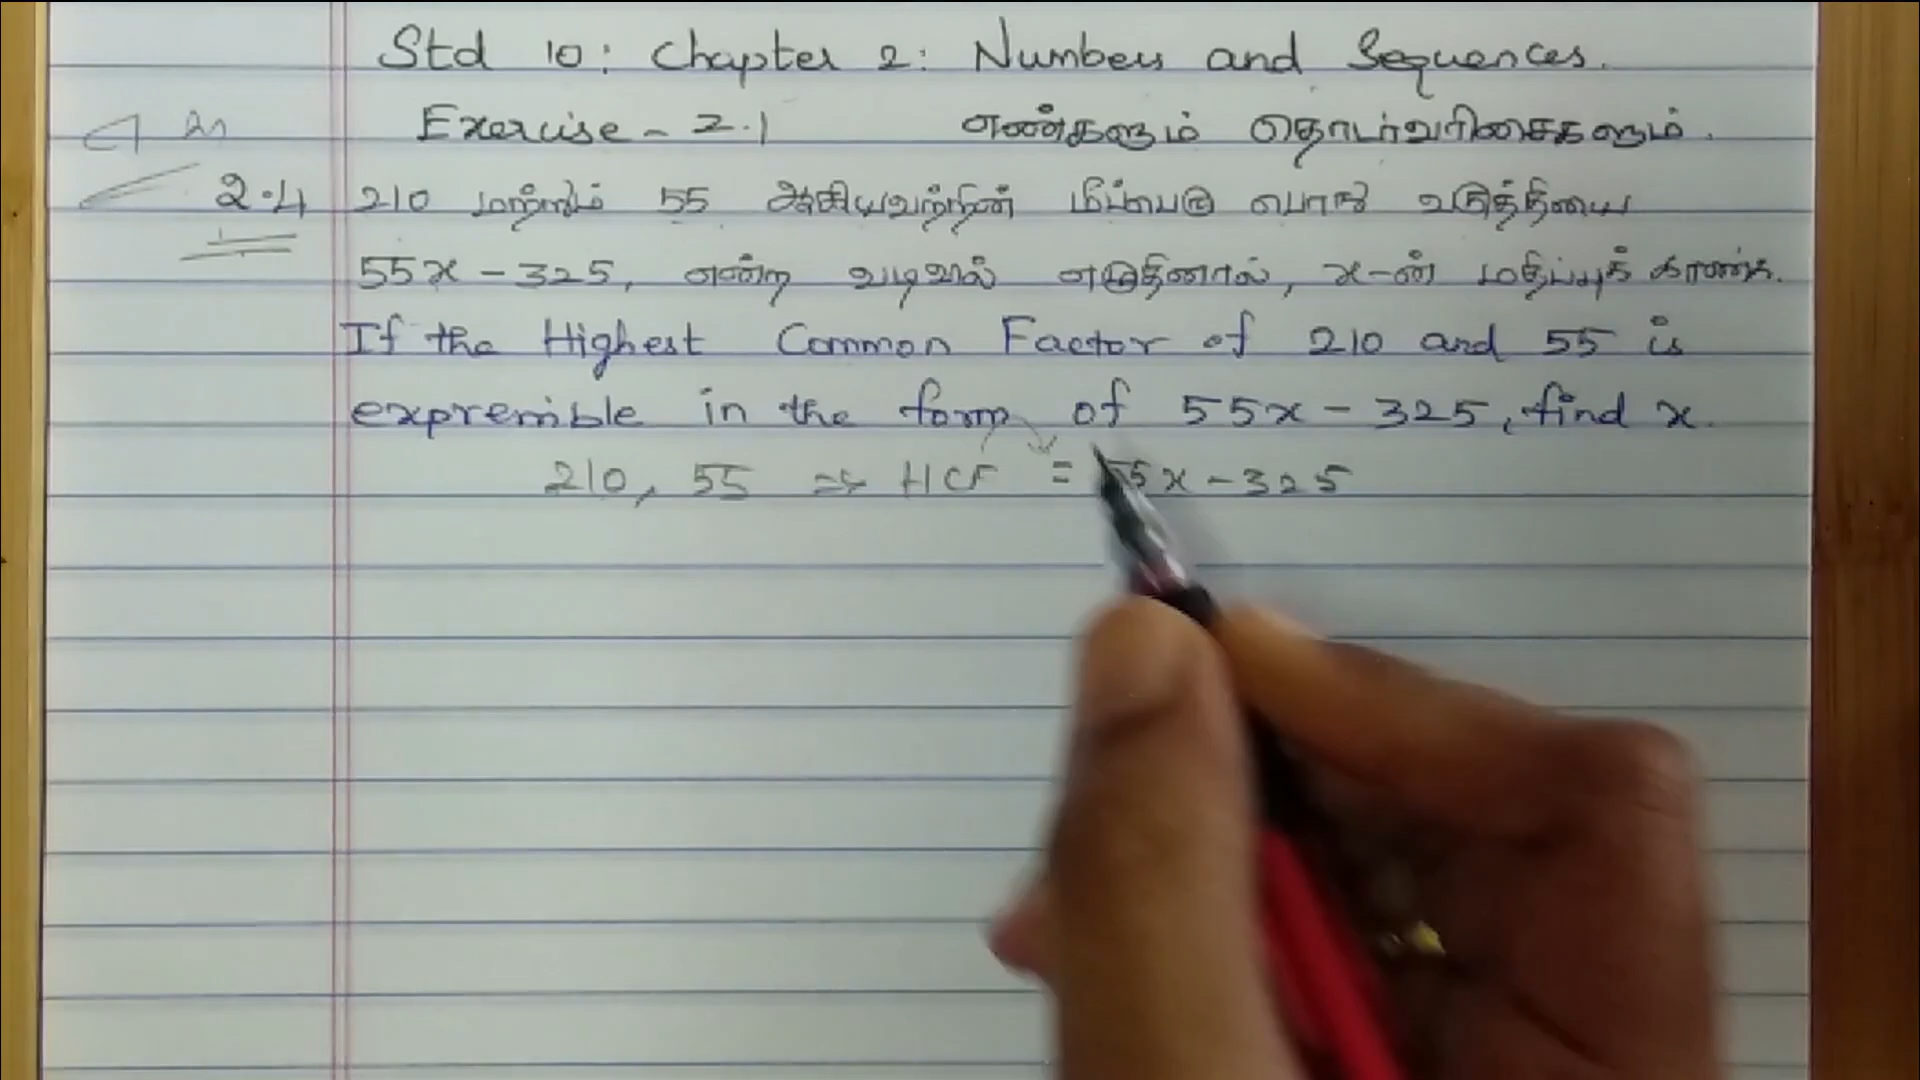 Std 10: Chapter 2: Numbers and Sequences.
Exercise - 2.1 எண்களும் தொடர்வரிசைகளும்.
2.4 210 மற்றும் 55 ஆகியவற்றின் மீப்பெரு பொது வகுத்தியை
55x - 325, என்ற வடிவில் எழுதினால், x-ன் மதிப்புக் காண்க.
If the Highest Common Factor of 210 and 55 is
expressible in the form of 55x - 325, find x.
210, 55 ⇒ HCF = 55x - 325